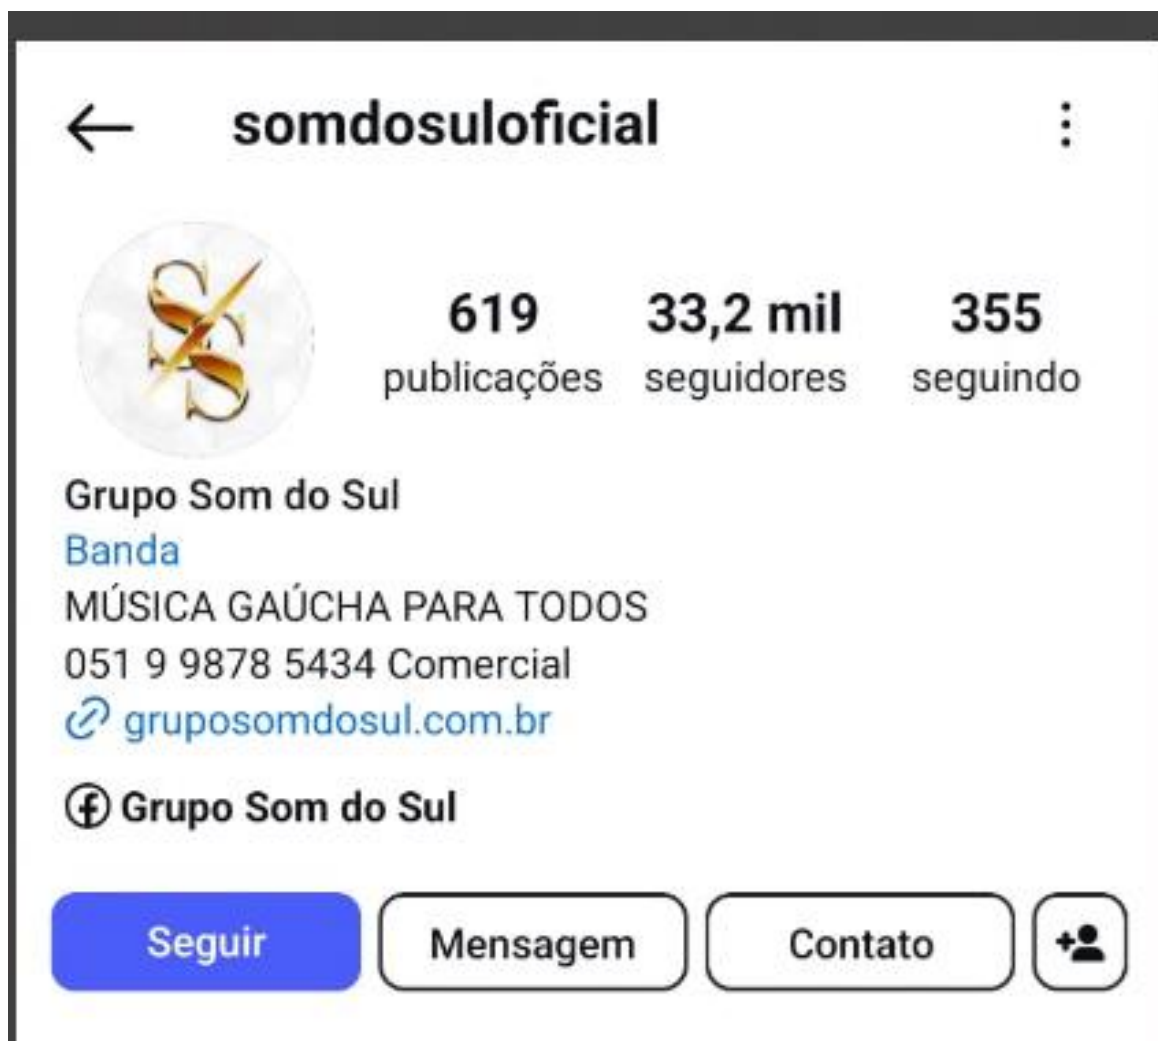 somdosuloficial
619 33,2 mil 355
publicações seguidores seguindo
Grupo Som do Sul
Banda
MÚSICA GAÚCHA PARA TODOS
051 9 9878 5434 Comercial
gruposomdosul.com.br
Grupo Som do Sul
Seguir Mensagem Contato